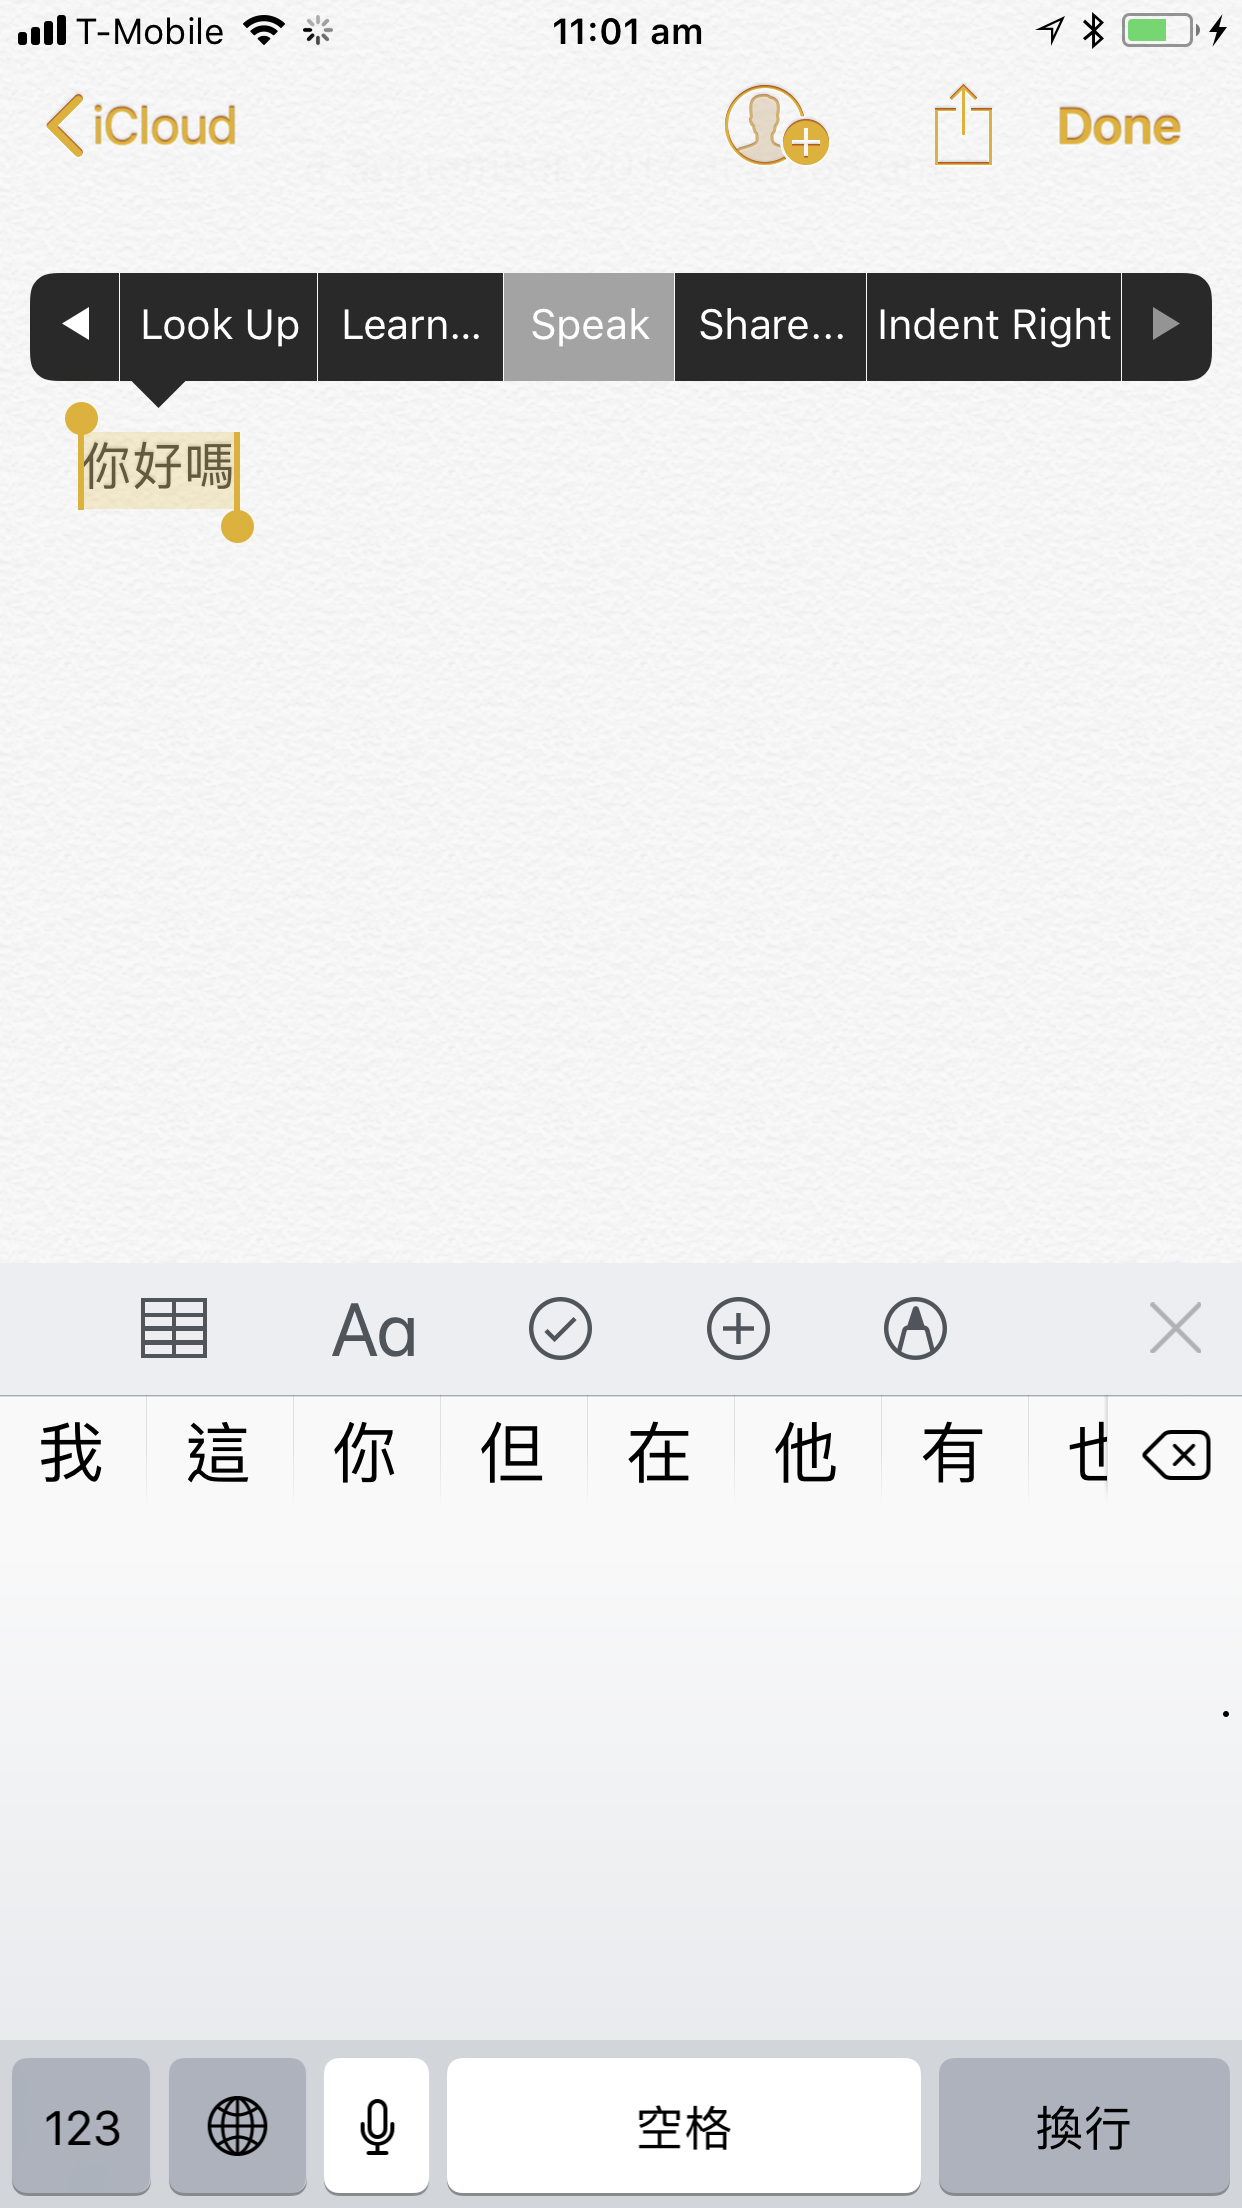 T-Mobile 11:01 am
iCloud Done
Look Up Learn... Speak Share... Indent Right
你好嗎
Aa
我 這 你 但 在 他 有
123 空格 換行